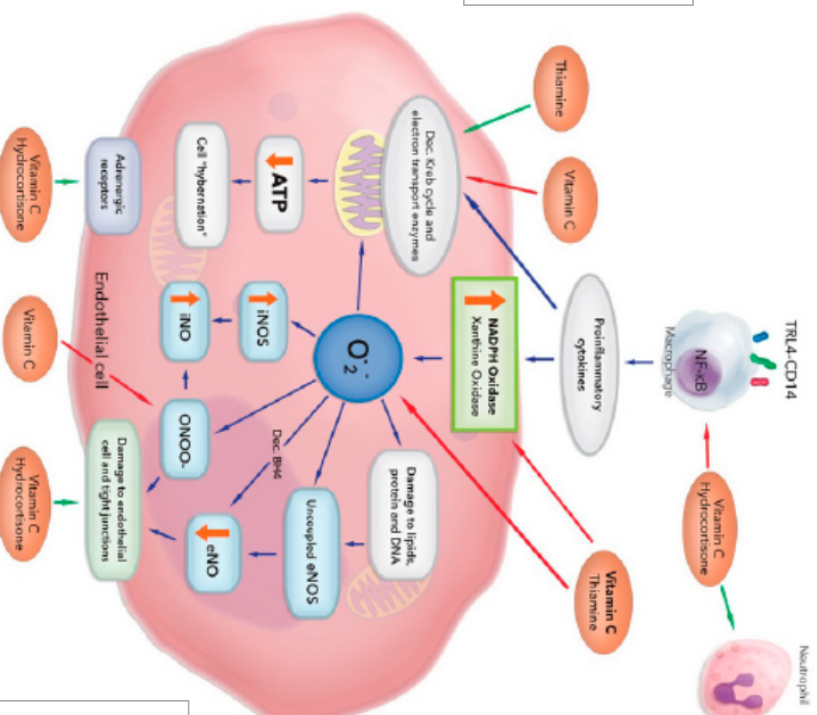 TRL4-CD14
Neutrophil
NF-κB
Macrophage
Vitamin C
Hydrocortisone
Thiamine
Vitamin C
Proinflammatory
cytokines
Vitamin C
Thiamine
NADPH Oxidase
Xanthine Oxidase
Dec. Kreb cycle and
electron transport enzymes
Damage to lipids,
protein and DNA
O₂·⁻
ATP
iNOS
Dec. BH4
Uncoupled eNOS
Cell "hybernation"
iNO
ONOO-
eNO
Adrenergic
receptors
Endothelial cell
Damage to endothelial
cell and tight junctions
Vitamin C
Hydrocortisone
Vitamin C
Vitamin C
Hydrocortisone